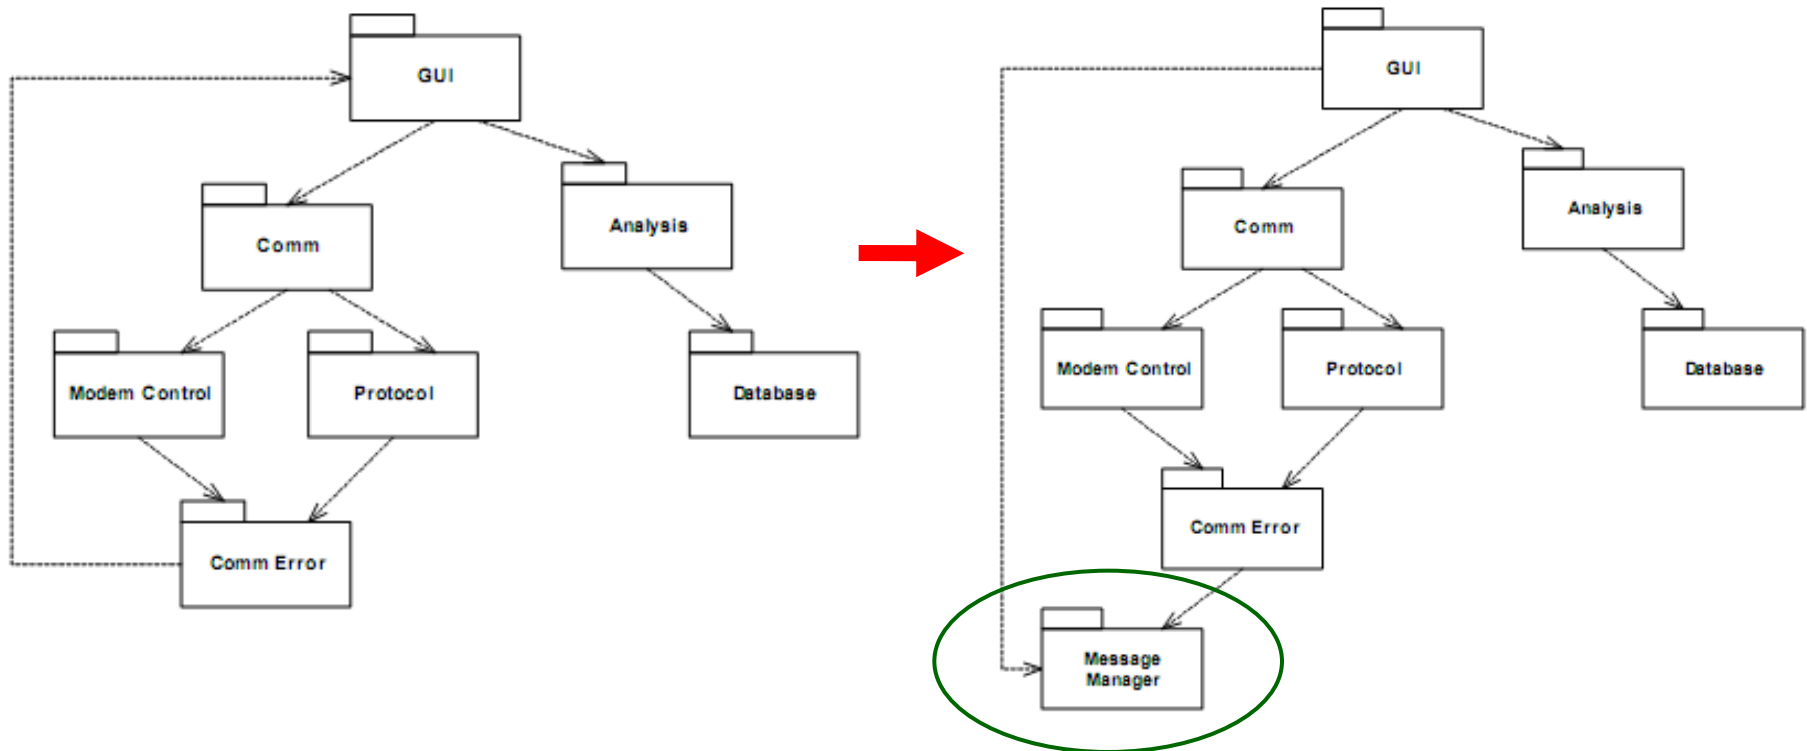 GUI
Comm
Analysis
Modem Control
Protocol
Database
Comm Error
GUI
Comm
Analysis
Modem Control
Protocol
Database
Comm Error
Message
Manager